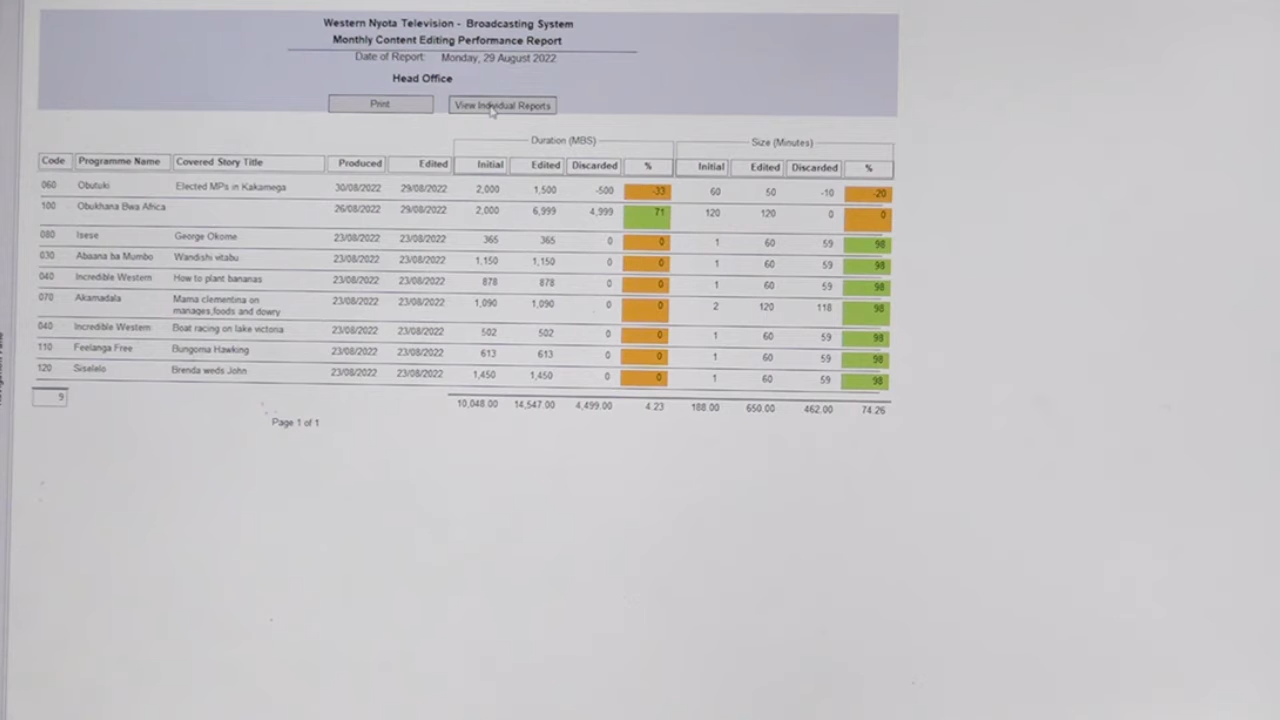 Western Nyota Television - Broadcasting System
Monthly Content Editing Performance Report
Date of Report: Monday, 29 August 2022
Head Office
Print View Individual Reports
Duration (MBS) Size (Minutes)
Code Programme Name Covered Story Title Produced Edited Initial Edited Discarded % Initial Edited Discarded %
060 Obutuki Elected MPs in Kakamega 30/08/2022 29/08/2022 2,000 1,500 -500 -33 60 50 -10 -20
100 Obukhana Bwa Africa 26/08/2022 29/08/2022 2,000 6,999 4,999 71 120 120 0 0
080 Isese George Okome 23/08/2022 23/08/2022 365 365 0 0 1 60 59 98
030 Abaana ba Mumbo Wandishi vitabu 23/08/2022 23/08/2022 1,150 1,150 0 0 1 60 59 98
040 Incredible Western How to plant bananas 23/08/2022 23/08/2022 878 878 0 0 1 60 59 98
070 Akamadala Mama clementina on 23/08/2022 23/08/2022 1,090 1,090 0 0 2 120 118 98
manages,foods and dowry
040 Incredible Western Boat racing on lake victoria 23/08/2022 23/08/2022 502 502 0 0 1 60 59 98
110 Feelanga Free Bungoma Hawking 23/08/2022 23/08/2022 613 613 0 0 1 60 59 98
120 Siselelo Brenda weds John 23/08/2022 23/08/2022 1,450 1,450 0 0 1 60 59 98
9 10,048.00 14,547.00 4,499.00 4.23 188.00 650.00 462.00 74.26
Page 1 of 1